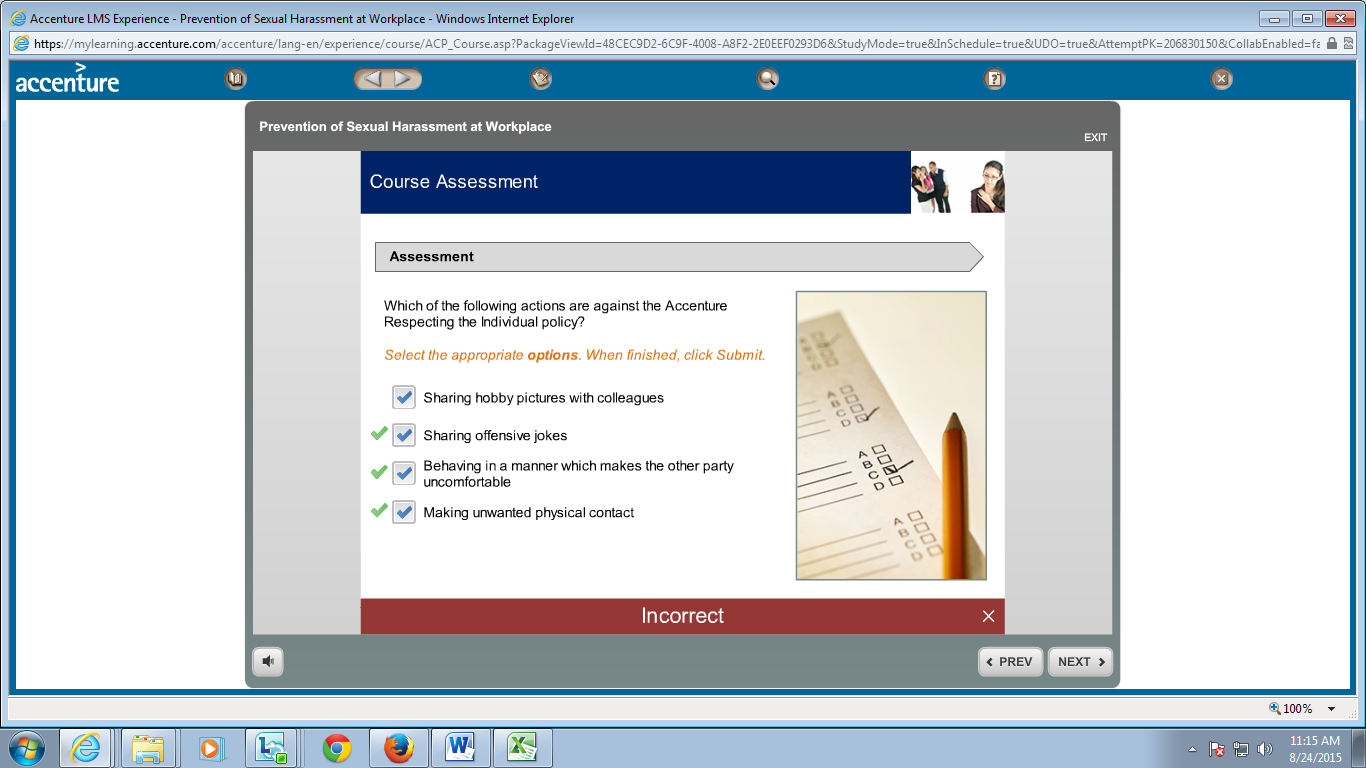 Accenture LMS Experience - Prevention of Sexual Harassment at Workplace - Windows Internet Explorer
https://mylearning.accenture.com/accenture/lang-en/experience/course/ACP_Course.asp?PackageViewId=48CEC9D2-6C9F-4008-A8F2-2E0EEF0293D6&StudyMode=true&InSchedule=true&UDO=true&AttemptPK=206830150&CollabEnabled=fa
>
accenture
Prevention of Sexual Harassment at Workplace
EXIT
Course Assessment
Assessment
Which of the following actions are against the Accenture
Respecting the Individual policy?
Select the appropriate options. When finished, click Submit.
Sharing hobby pictures with colleagues
Sharing offensive jokes
Behaving in a manner which makes the other party
uncomfortable
Making unwanted physical contact
A B C D
A B C D
A B C D
Incorrect
PREV
NEXT
100%
11:15 AM
8/24/2015